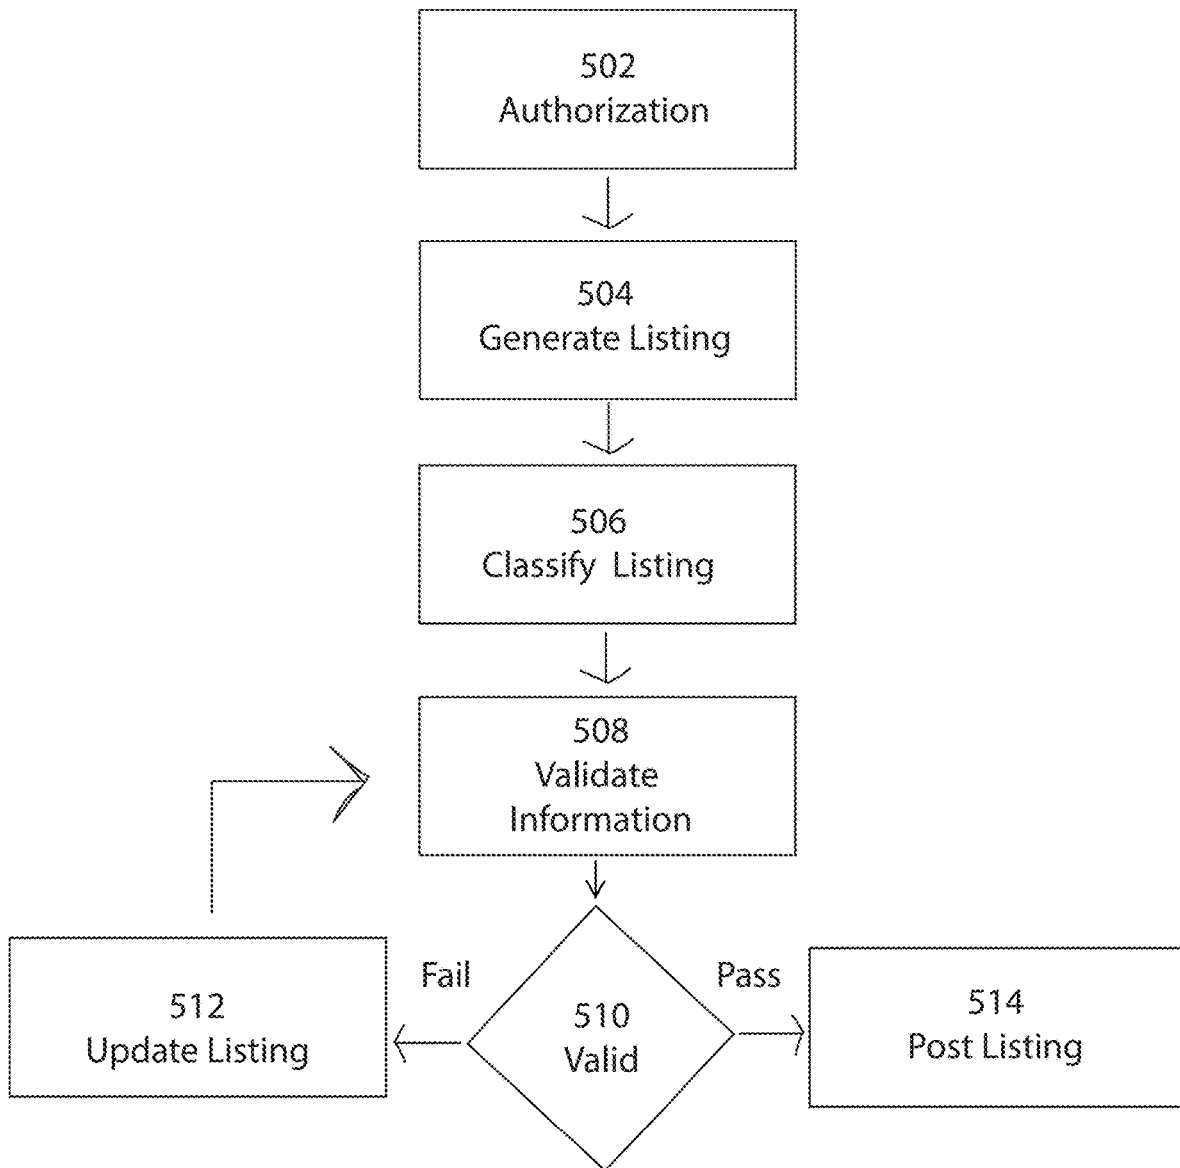 502
Authorization
504
Generate Listing
506
Classify Listing
508
Validate
Information
Fail
Pass
510
Valid
512
Update Listing
514
Post Listing